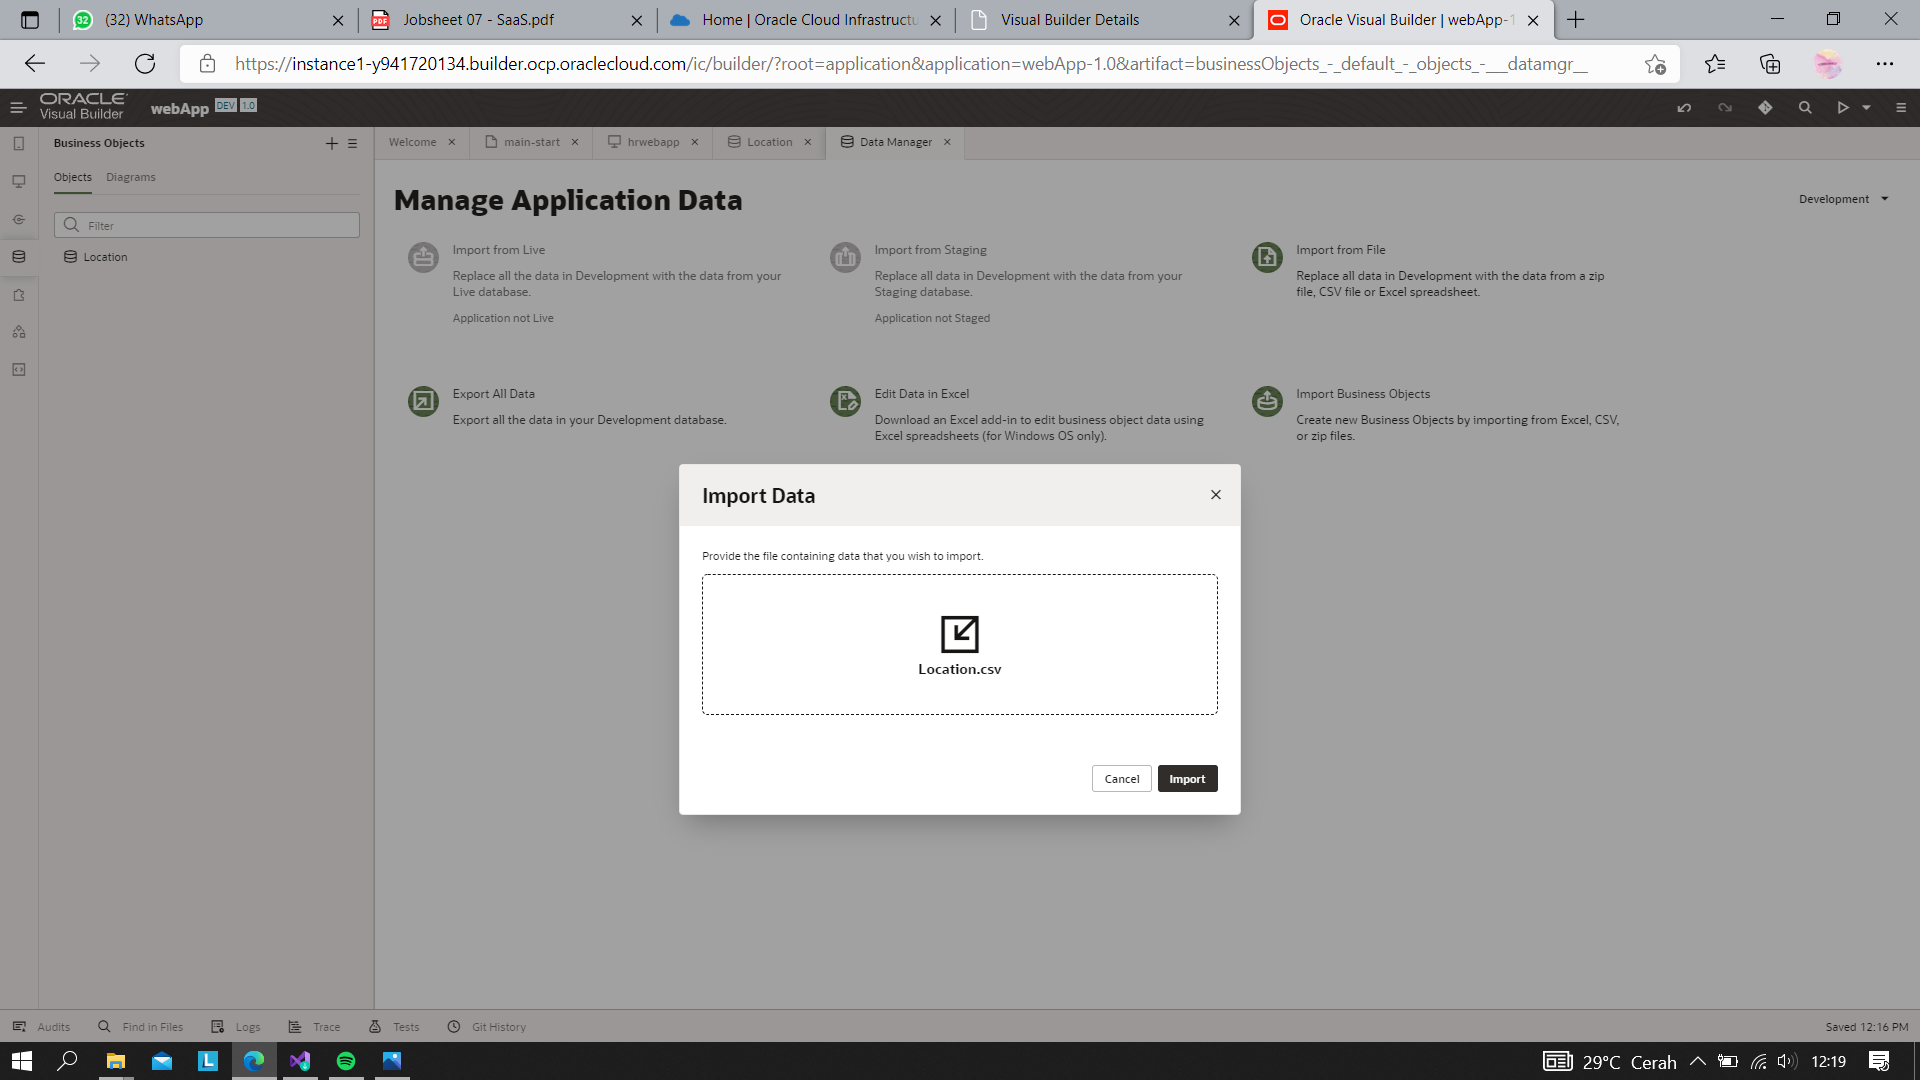 32
(32) WhatsApp
PDF
Jobsheet 07 - SaaS.pdf
Home | Oracle Cloud Infrastructu
Visual Builder Details
Oracle Visual Builder | webApp-1
https://instance1-y941720134.builder.ocp.oraclecloud.com/ic/builder/?root=application&application=webApp-1.0&artifact=businessObjects_-_default_-_objects_-___datamgr__
ORACLE
Visual Builder
webApp DEV 1.0
Business Objects
Welcome
main-start
hrwebapp
Location
Data Manager
Objects
Diagrams
Filter
Location
Manage Application Data
Development
Import from Live
Replace all the data in Development with the data from your
Live database.
Application not Live
Import from Staging
Replace all data in Development with the data from your
Staging database.
Application not Staged
Import from File
Replace all data in Development with the data from a zip
file, CSV file or Excel spreadsheet.
Export All Data
Export all the data in your Development database.
Edit Data in Excel
Download an Excel add-in to edit business object data using
Excel spreadsheets (for Windows OS only).
Import Business Objects
Create new Business Objects by importing from Excel, CSV,
or zip files.
Import Data
Provide the file containing data that you wish to import.
Location.csv
Cancel
Import
Audits
Find in Files
Logs
Trace
Tests
Git History
Saved 12:16 PM
L
29°C Cerah
12:19